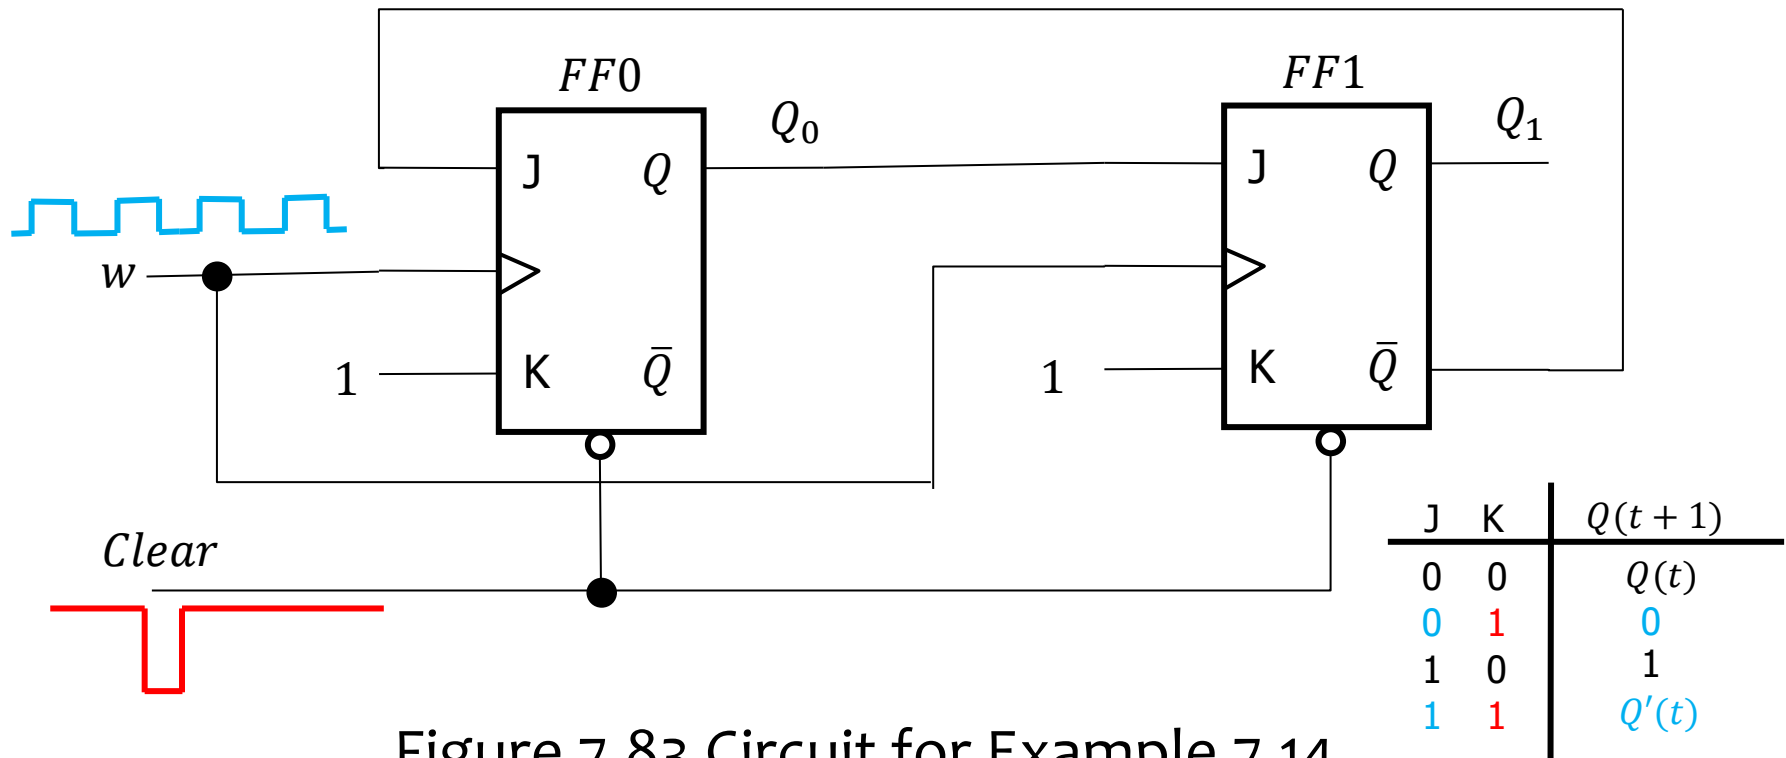 FF0
FF1
Q₀
Q₁
J Q
J Q
w
1 K Q̄
1 K Q̄
Clear
J K Q(t + 1)
0 0 Q(t)
0 1 0
1 0 1
1 1 Q′(t)
Figure 7.83 Circuit for Example 7.14